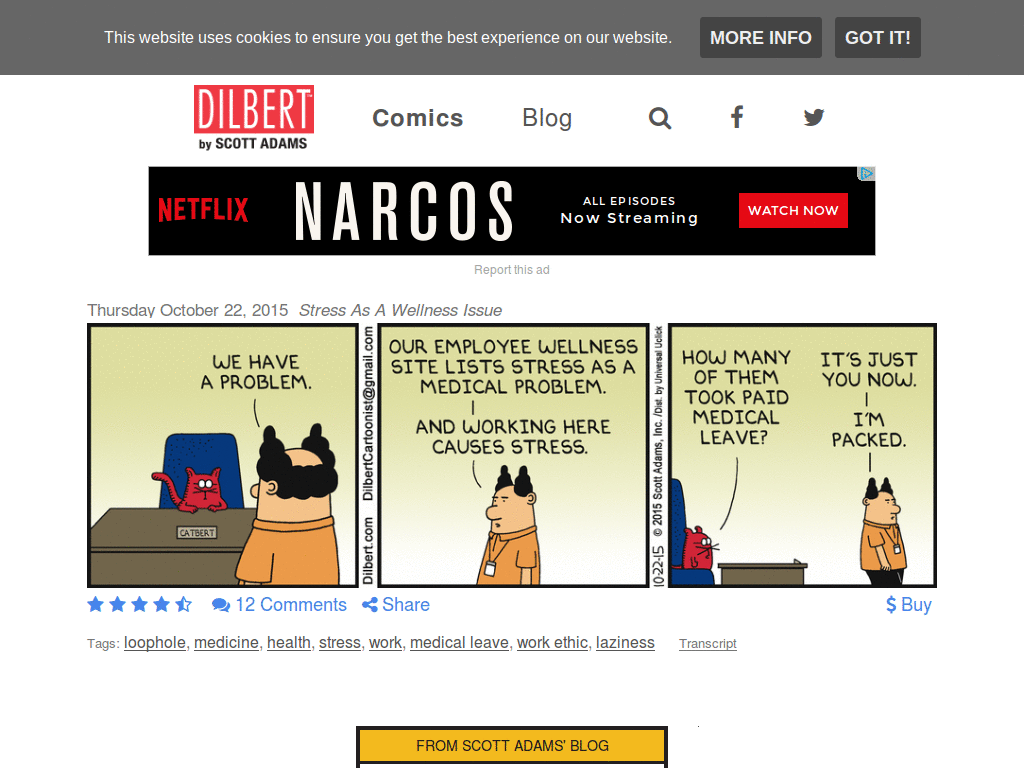 This website uses cookies to ensure you get the best experience on our website.
MORE INFO
GOT IT!
DILBERT™
by SCOTT ADAMS
Comics
Blog
NETFLIX
NARCOS
ALL EPISODES
Now Streaming
WATCH NOW
Report this ad
Thursday October 22, 2015 Stress As A Wellness Issue
WE HAVE
A PROBLEM.
CATBERT
Dilbert.com DilbertCartoonist@gmail.com
OUR EMPLOYEE WELLNESS
SITE LISTS STRESS AS A
MEDICAL PROBLEM.
AND WORKING HERE
CAUSES STRESS.
10-22-15 © 2015 Scott Adams, Inc. /Dist. by Universal Uclick
HOW MANY
OF THEM
TOOK PAID
MEDICAL
LEAVE?
IT'S JUST
YOU NOW.
I'M
PACKED.
12 Comments
Share
$ Buy
Tags: loophole, medicine, health, stress, work, medical leave, work ethic, laziness
Transcript
FROM SCOTT ADAMS' BLOG